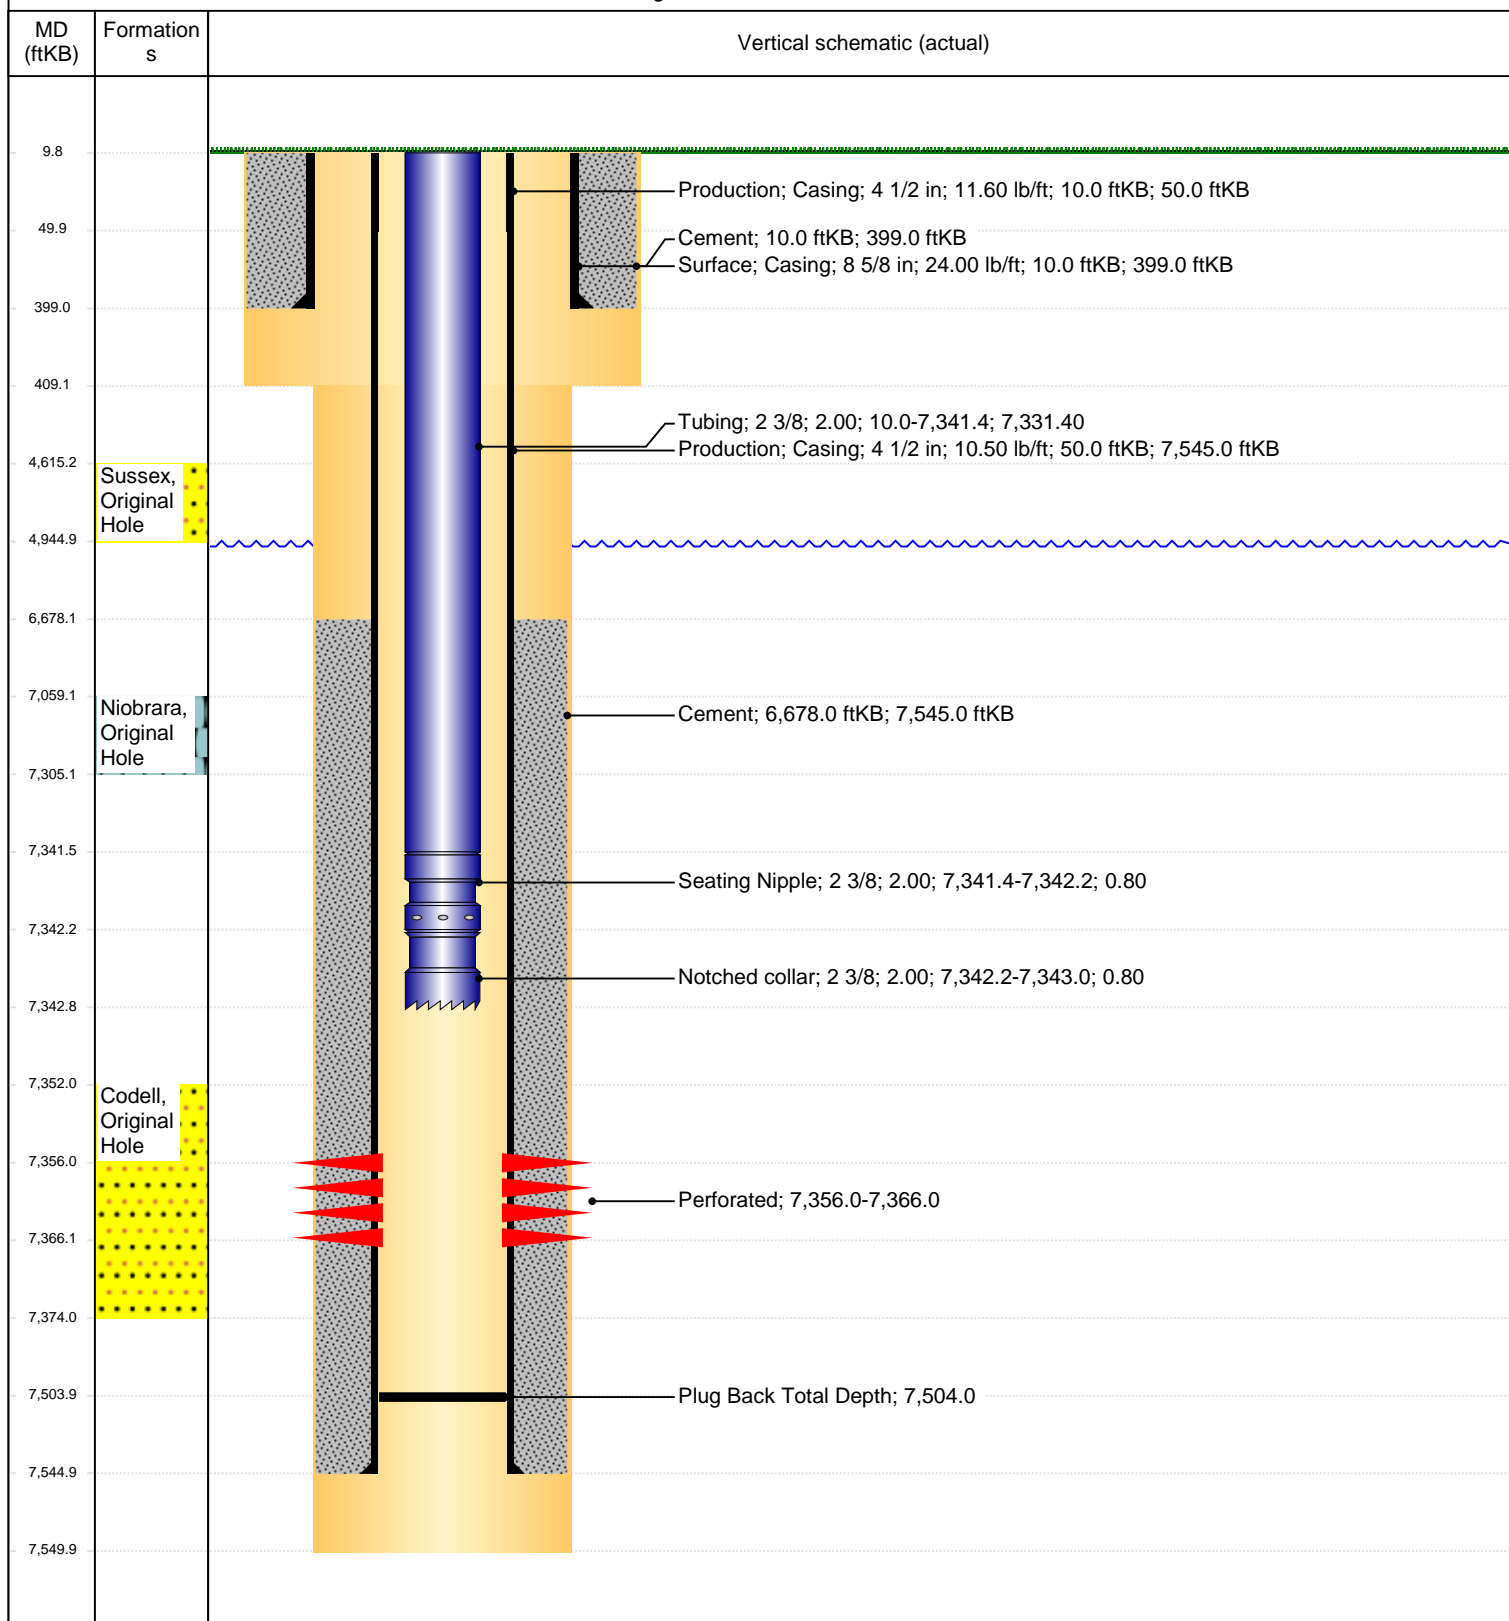 MD
(ftKB)
Formation
s
Vertical schematic (actual)
9.8
Production; Casing; 4 1/2 in; 11.60 lb/ft; 10.0 ftKB; 50.0 ftKB
49.9
Cement; 10.0 ftKB; 399.0 ftKB
Surface; Casing; 8 5/8 in; 24.00 lb/ft; 10.0 ftKB; 399.0 ftKB
399.0
409.1
Tubing; 2 3/8; 2.00; 10.0-7,341.4; 7,331.40
Production; Casing; 4 1/2 in; 10.50 lb/ft; 50.0 ftKB; 7,545.0 ftKB
4,615.2
Sussex,
Original
Hole
4,944.9
6,678.1
7,059.1
Niobrara,
Original
Hole
Cement; 6,678.0 ftKB; 7,545.0 ftKB
7,305.1
7,341.5
Seating Nipple; 2 3/8; 2.00; 7,341.4-7,342.2; 0.80
7,342.2
Notched collar; 2 3/8; 2.00; 7,342.2-7,343.0; 0.80
7,342.8
7,352.0
Codell,
Original
Hole
7,356.0
Perforated; 7,356.0-7,366.0
7,366.1
7,374.0
7,503.9
Plug Back Total Depth; 7,504.0
7,544.9
7,549.9